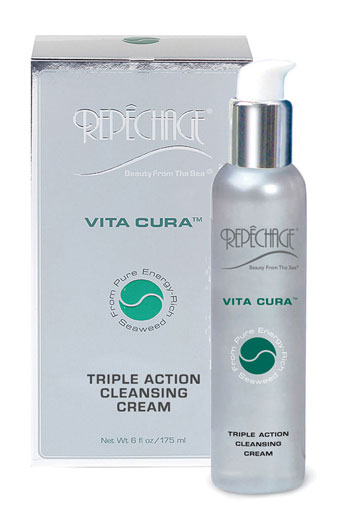 REPÊCHAGE®
Beauty From The Sea®
VITA CURA™
From Pure Energy-Rich
Seaweed
TRIPLE ACTION
CLEANSING
CREAM
Net Wt 6 fl oz/175 ml
REPÊCHAGE®
Beauty From The Sea®
VITA CURA™
From Pure Energy-Rich
Seaweed
TRIPLE ACTION
CLEANSING
CREAM